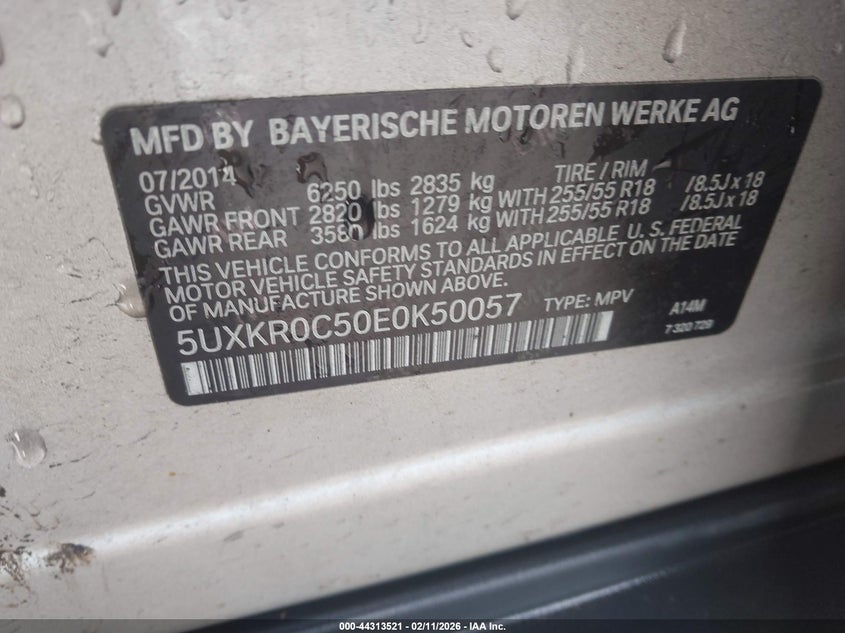 MFD BY BAYERISCHE MOTOREN WERKE AG
07/2014 TIRE / RIM
GVWR 6250 lbs 2835 kg
GAWR FRONT 2820 lbs 1279 kg WITH 255/55 R18 /8.5J x 18
GAWR REAR 3580 lbs 1624 kg WITH 255/55 R18 /8.5J x 18
THIS VEHICLE CONFORMS TO ALL APPLICABLE U.S. FEDERAL
MOTOR VEHICLE SAFETY STANDARDS IN EFFECT ON THE DATE
OF MANUFACTURE SHOWN ABOVE.
5UXKR0C50E0K50057 TYPE: MPV A14M
7320729
000-44313521 - 02/11/2026 - IAA Inc.